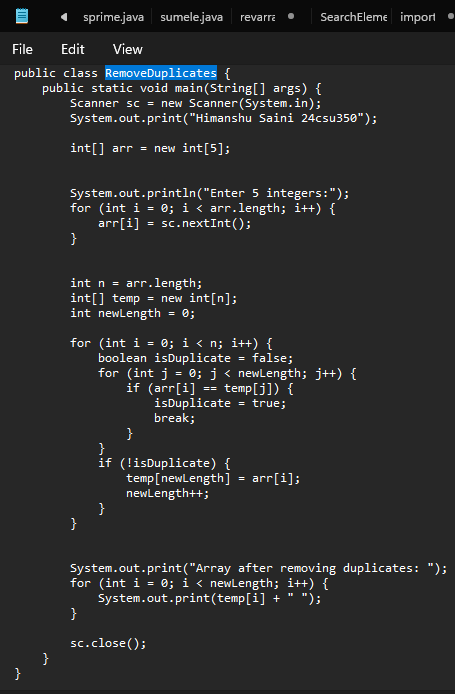 sprime.java sumele.java revarra SearchEleme import
File Edit View
public class RemoveDuplicates {
    public static void main(String[] args) {
        Scanner sc = new Scanner(System.in);
        System.out.print("Himanshu Saini 24csu350");
        int[] arr = new int[5];
        System.out.println("Enter 5 integers:");
        for (int i = 0; i < arr.length; i++) {
            arr[i] = sc.nextInt();
        }
        int n = arr.length;
        int[] temp = new int[n];
        int newLength = 0;
        for (int i = 0; i < n; i++) {
            boolean isDuplicate = false;
            for (int j = 0; j < newLength; j++) {
                if (arr[i] == temp[j]) {
                    isDuplicate = true;
                    break;
                }
            }
            if (!isDuplicate) {
                temp[newLength] = arr[i];
                newLength++;
            }
        }
        System.out.print("Array after removing duplicates: ");
        for (int i = 0; i < newLength; i++) {
            System.out.print(temp[i] + " ");
        }
        sc.close();
    }
}